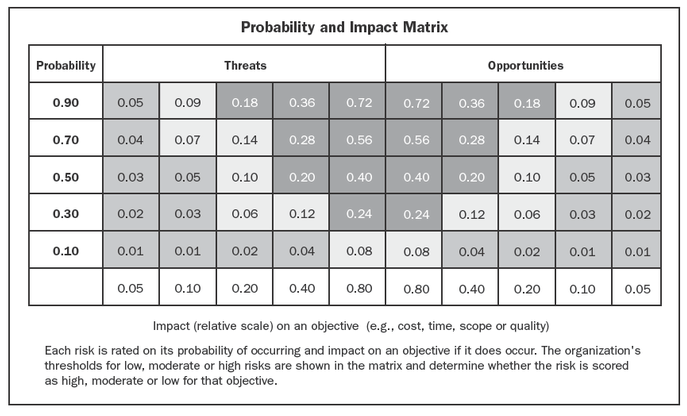 Probability and Impact Matrix
Probability Threats Opportunities
0.90 0.05 0.09 0.18 0.36 0.72 0.72 0.36 0.18 0.09 0.05
0.70 0.04 0.07 0.14 0.28 0.56 0.56 0.28 0.14 0.07 0.04
0.50 0.03 0.05 0.10 0.20 0.40 0.40 0.20 0.10 0.05 0.03
0.30 0.02 0.03 0.06 0.12 0.24 0.24 0.12 0.06 0.03 0.02
0.10 0.01 0.01 0.02 0.04 0.08 0.08 0.04 0.02 0.01 0.01
0.05 0.10 0.20 0.40 0.80 0.80 0.40 0.20 0.10 0.05
Impact (relative scale) on an objective (e.g., cost, time, scope or quality)
Each risk is rated on its probability of occurring and impact on an objective if it does occur. The organization's
thresholds for low, moderate or high risks are shown in the matrix and determine whether the risk is scored
as high, moderate or low for that objective.